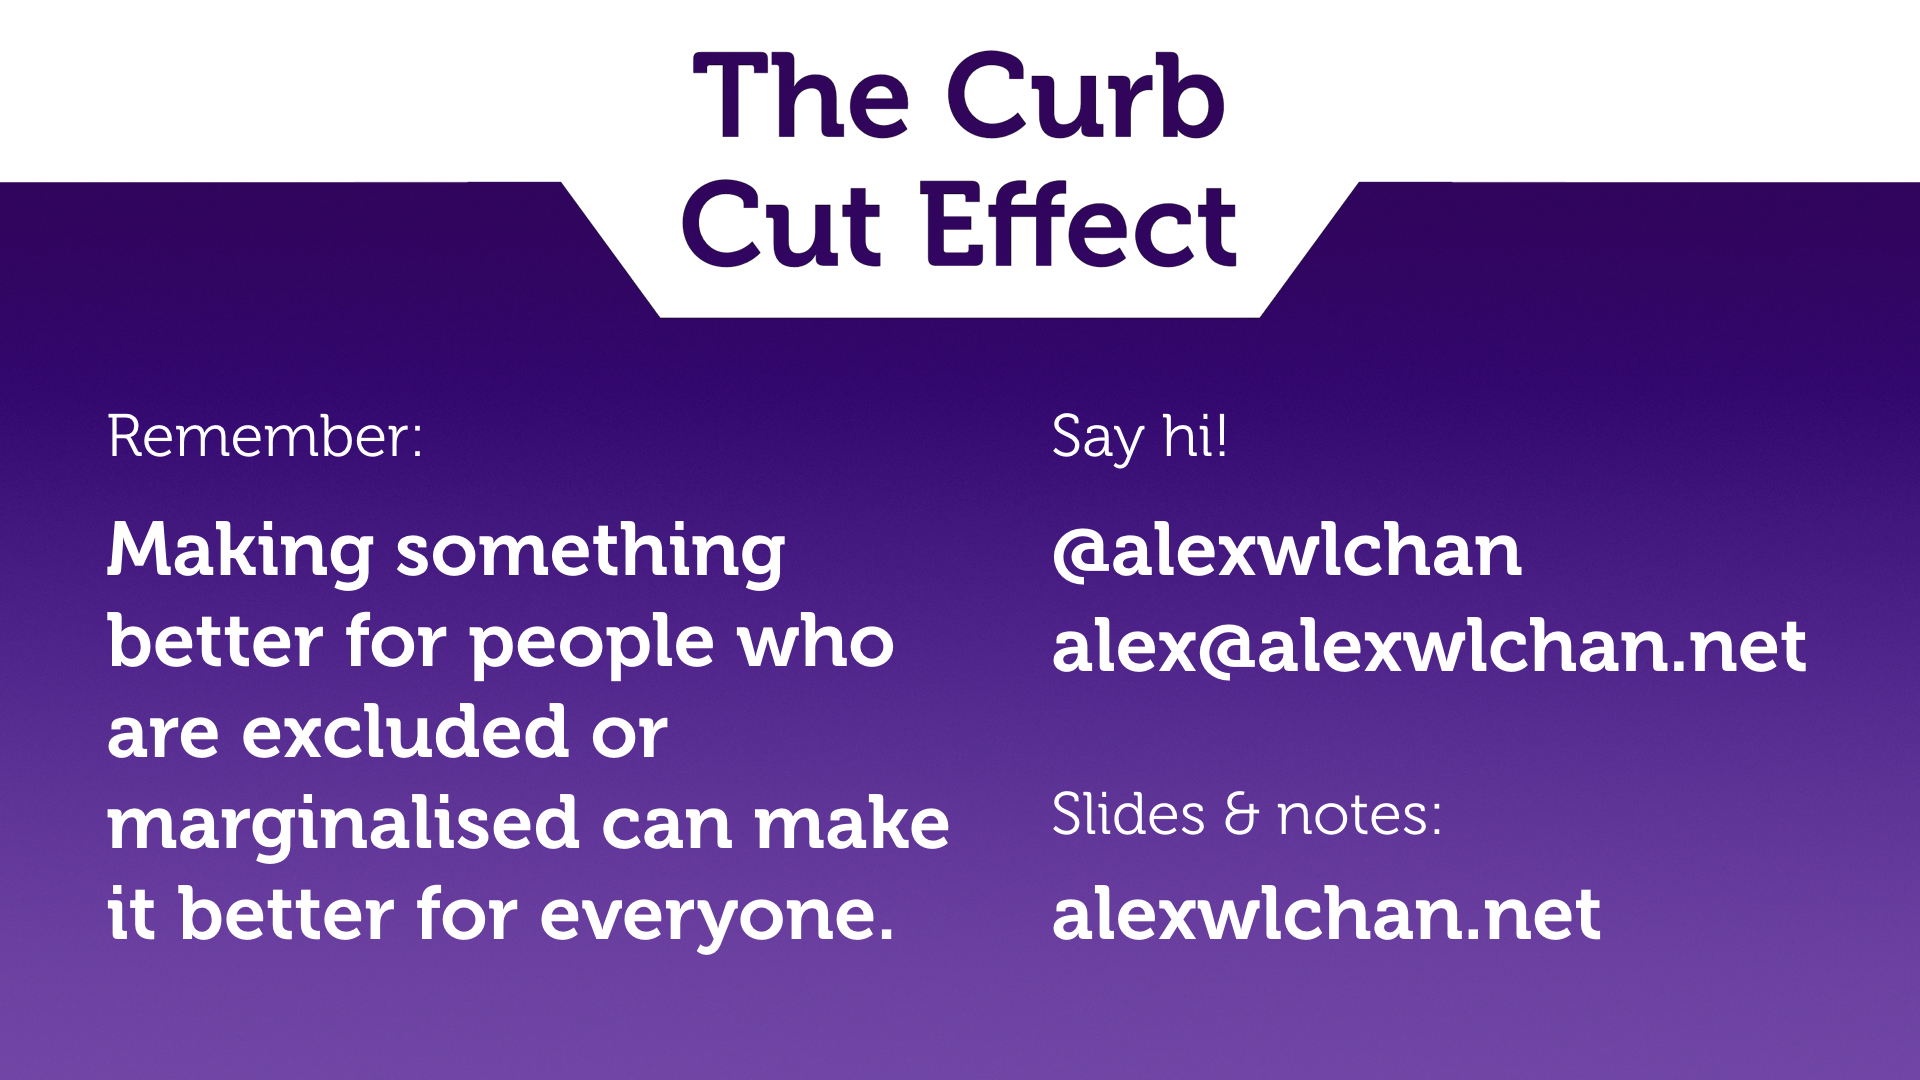 The Curb
Cut Effect
Remember:
Making something
better for people who
are excluded or
marginalised can make
it better for everyone.
Say hi!
@alexwlchan
alex@alexwlchan.net
Slides & notes:
alexwlchan.net